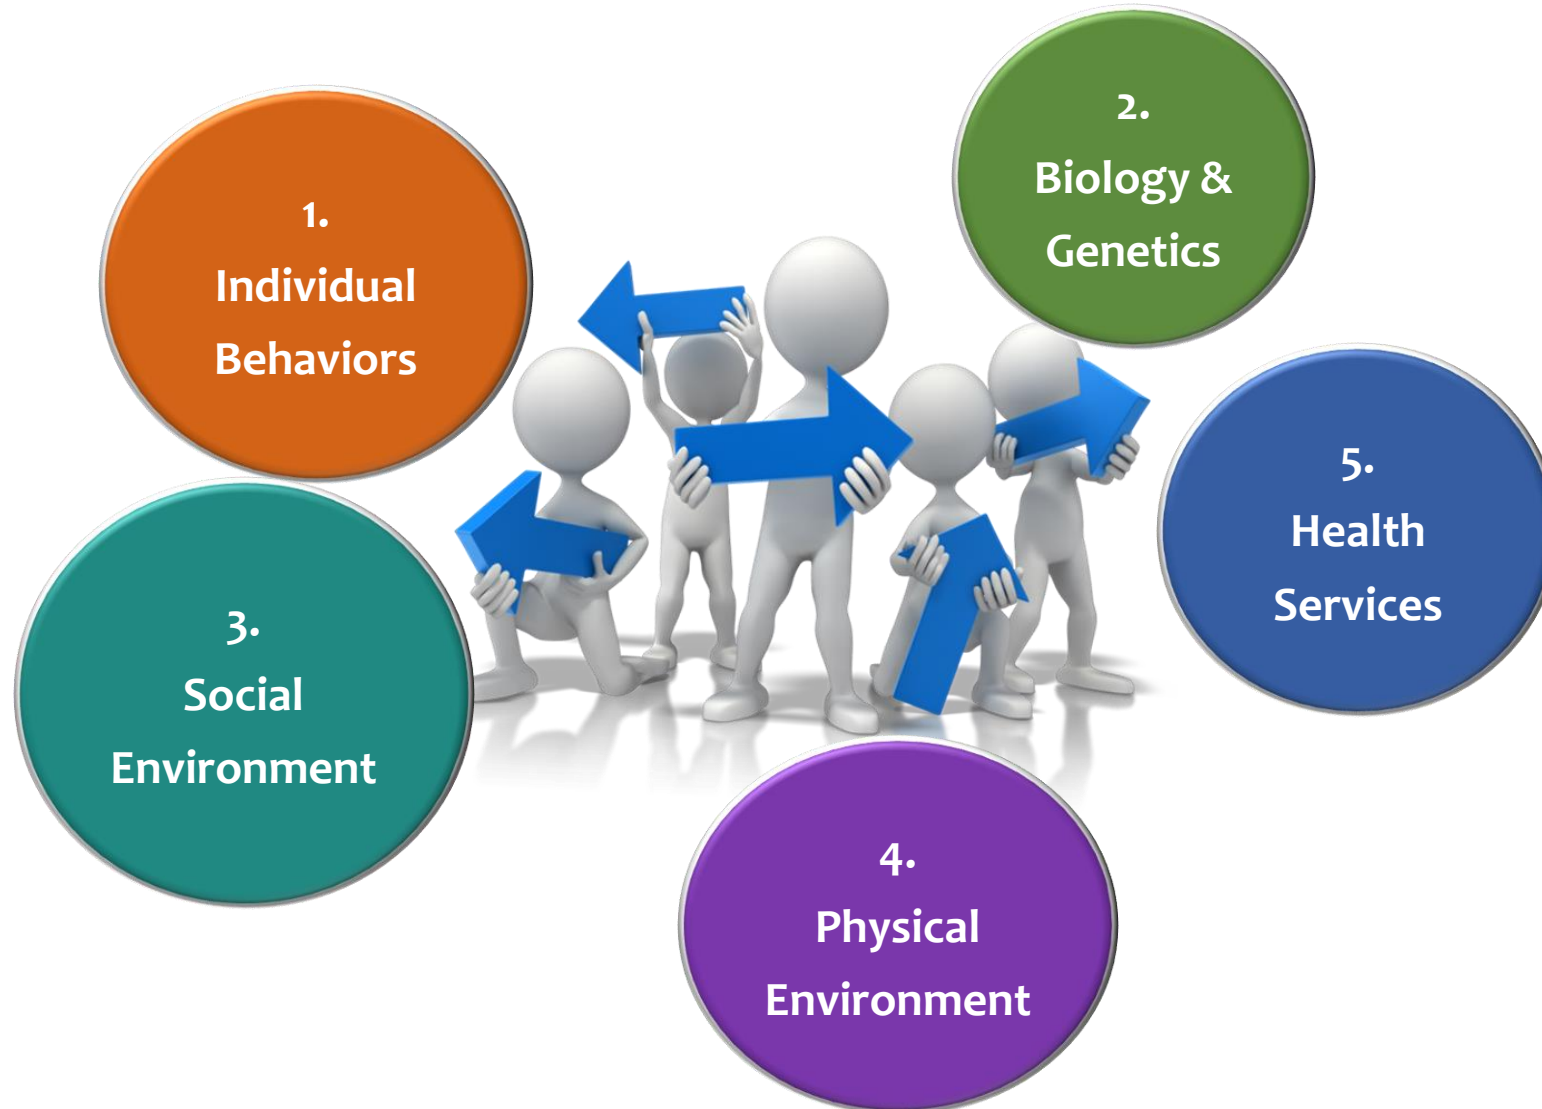 1.
Individual
Behaviors
2.
Biology &
Genetics
3.
Social
Environment
4.
Physical
Environment
5.
Health
Services